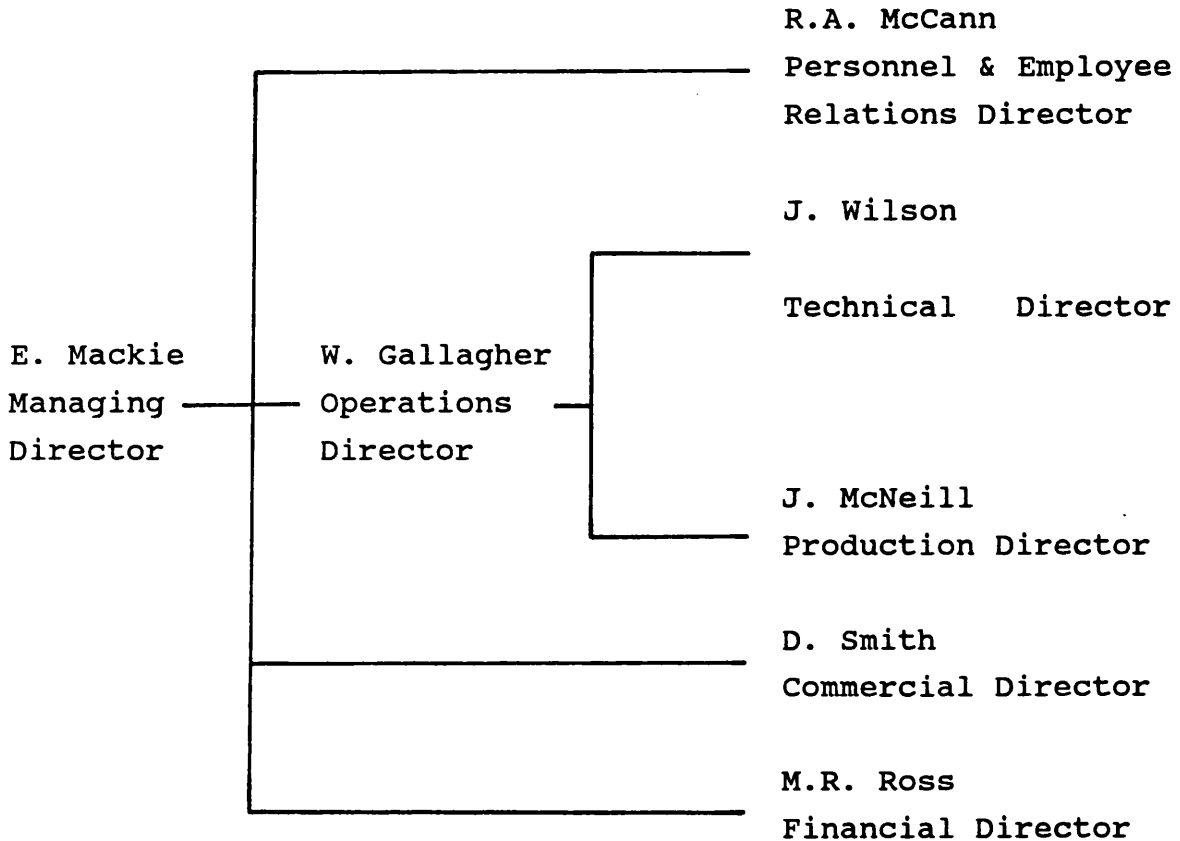 R.A. McCann
Personnel & Employee
Relations Director
J. Wilson
Technical Director
E. Mackie
Managing
Director
W. Gallagher
Operations
Director
J. McNeill
Production Director
D. Smith
Commercial Director
M.R. Ross
Financial Director